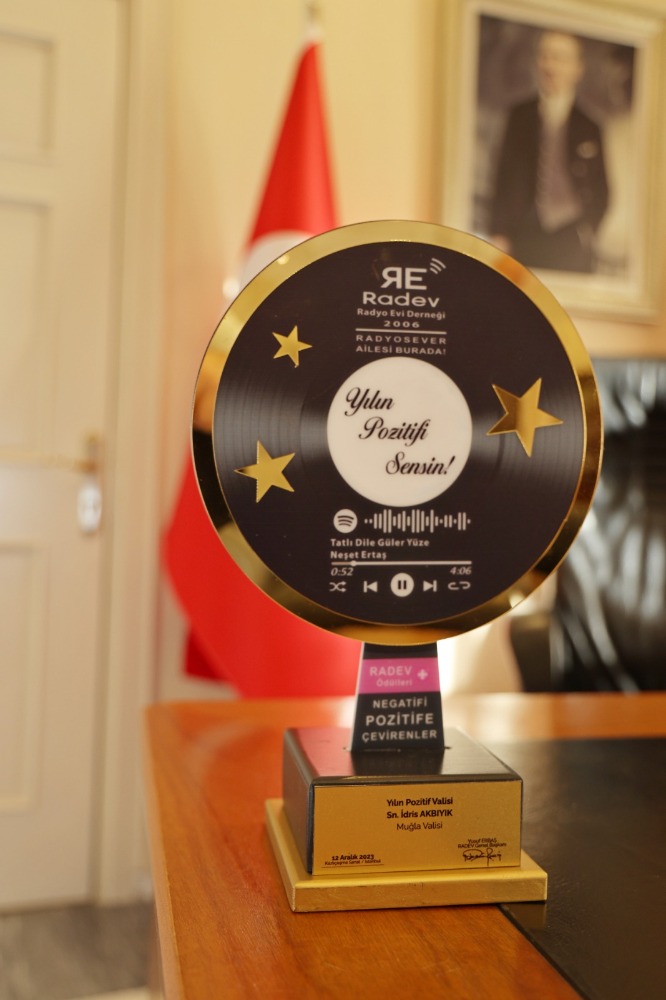 RE
Radev
Radyo Evi Derneği
2006
RADYOSEVER
AİLESİ BURADA!
Yılın
Pozitifi
Sensin!
Tatlı Dile Güler Yüze
Neşet Ertaş
0:52 4:06
RADEV +
Ödülleri
NEGATİFİ
POZİTİFE
ÇEVİRENLER
Yılın Pozitif Valisi
Sn. İdris AKBIYIK
Muğla Valisi
12 Aralık 2023
RADEV Genel Başkanı